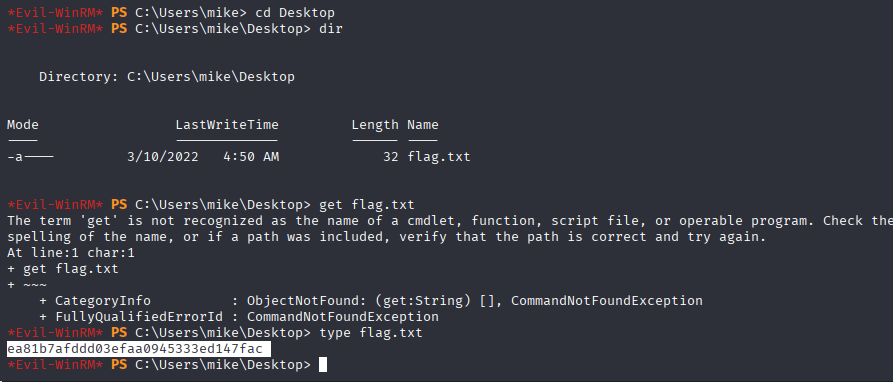 *Evil-WinRM* PS C:\Users\mike> cd Desktop
*Evil-WinRM* PS C:\Users\mike\Desktop> dir
Directory: C:\Users\mike\Desktop
Mode                LastWriteTime         Length Name
----                -------------         ------ ----
-a----        3/10/2022   4:50 AM             32 flag.txt
*Evil-WinRM* PS C:\Users\mike\Desktop> get flag.txt
The term 'get' is not recognized as the name of a cmdlet, function, script file, or operable program. Check the
spelling of the name, or if a path was included, verify that the path is correct and try again.
At line:1 char:1
+ get flag.txt
+ ~~~
    + CategoryInfo          : ObjectNotFound: (get:String) [], CommandNotFoundException
    + FullyQualifiedErrorId : CommandNotFoundException
*Evil-WinRM* PS C:\Users\mike\Desktop> type flag.txt
ea81b7afddd03efaa0945333ed147fac
*Evil-WinRM* PS C:\Users\mike\Desktop>